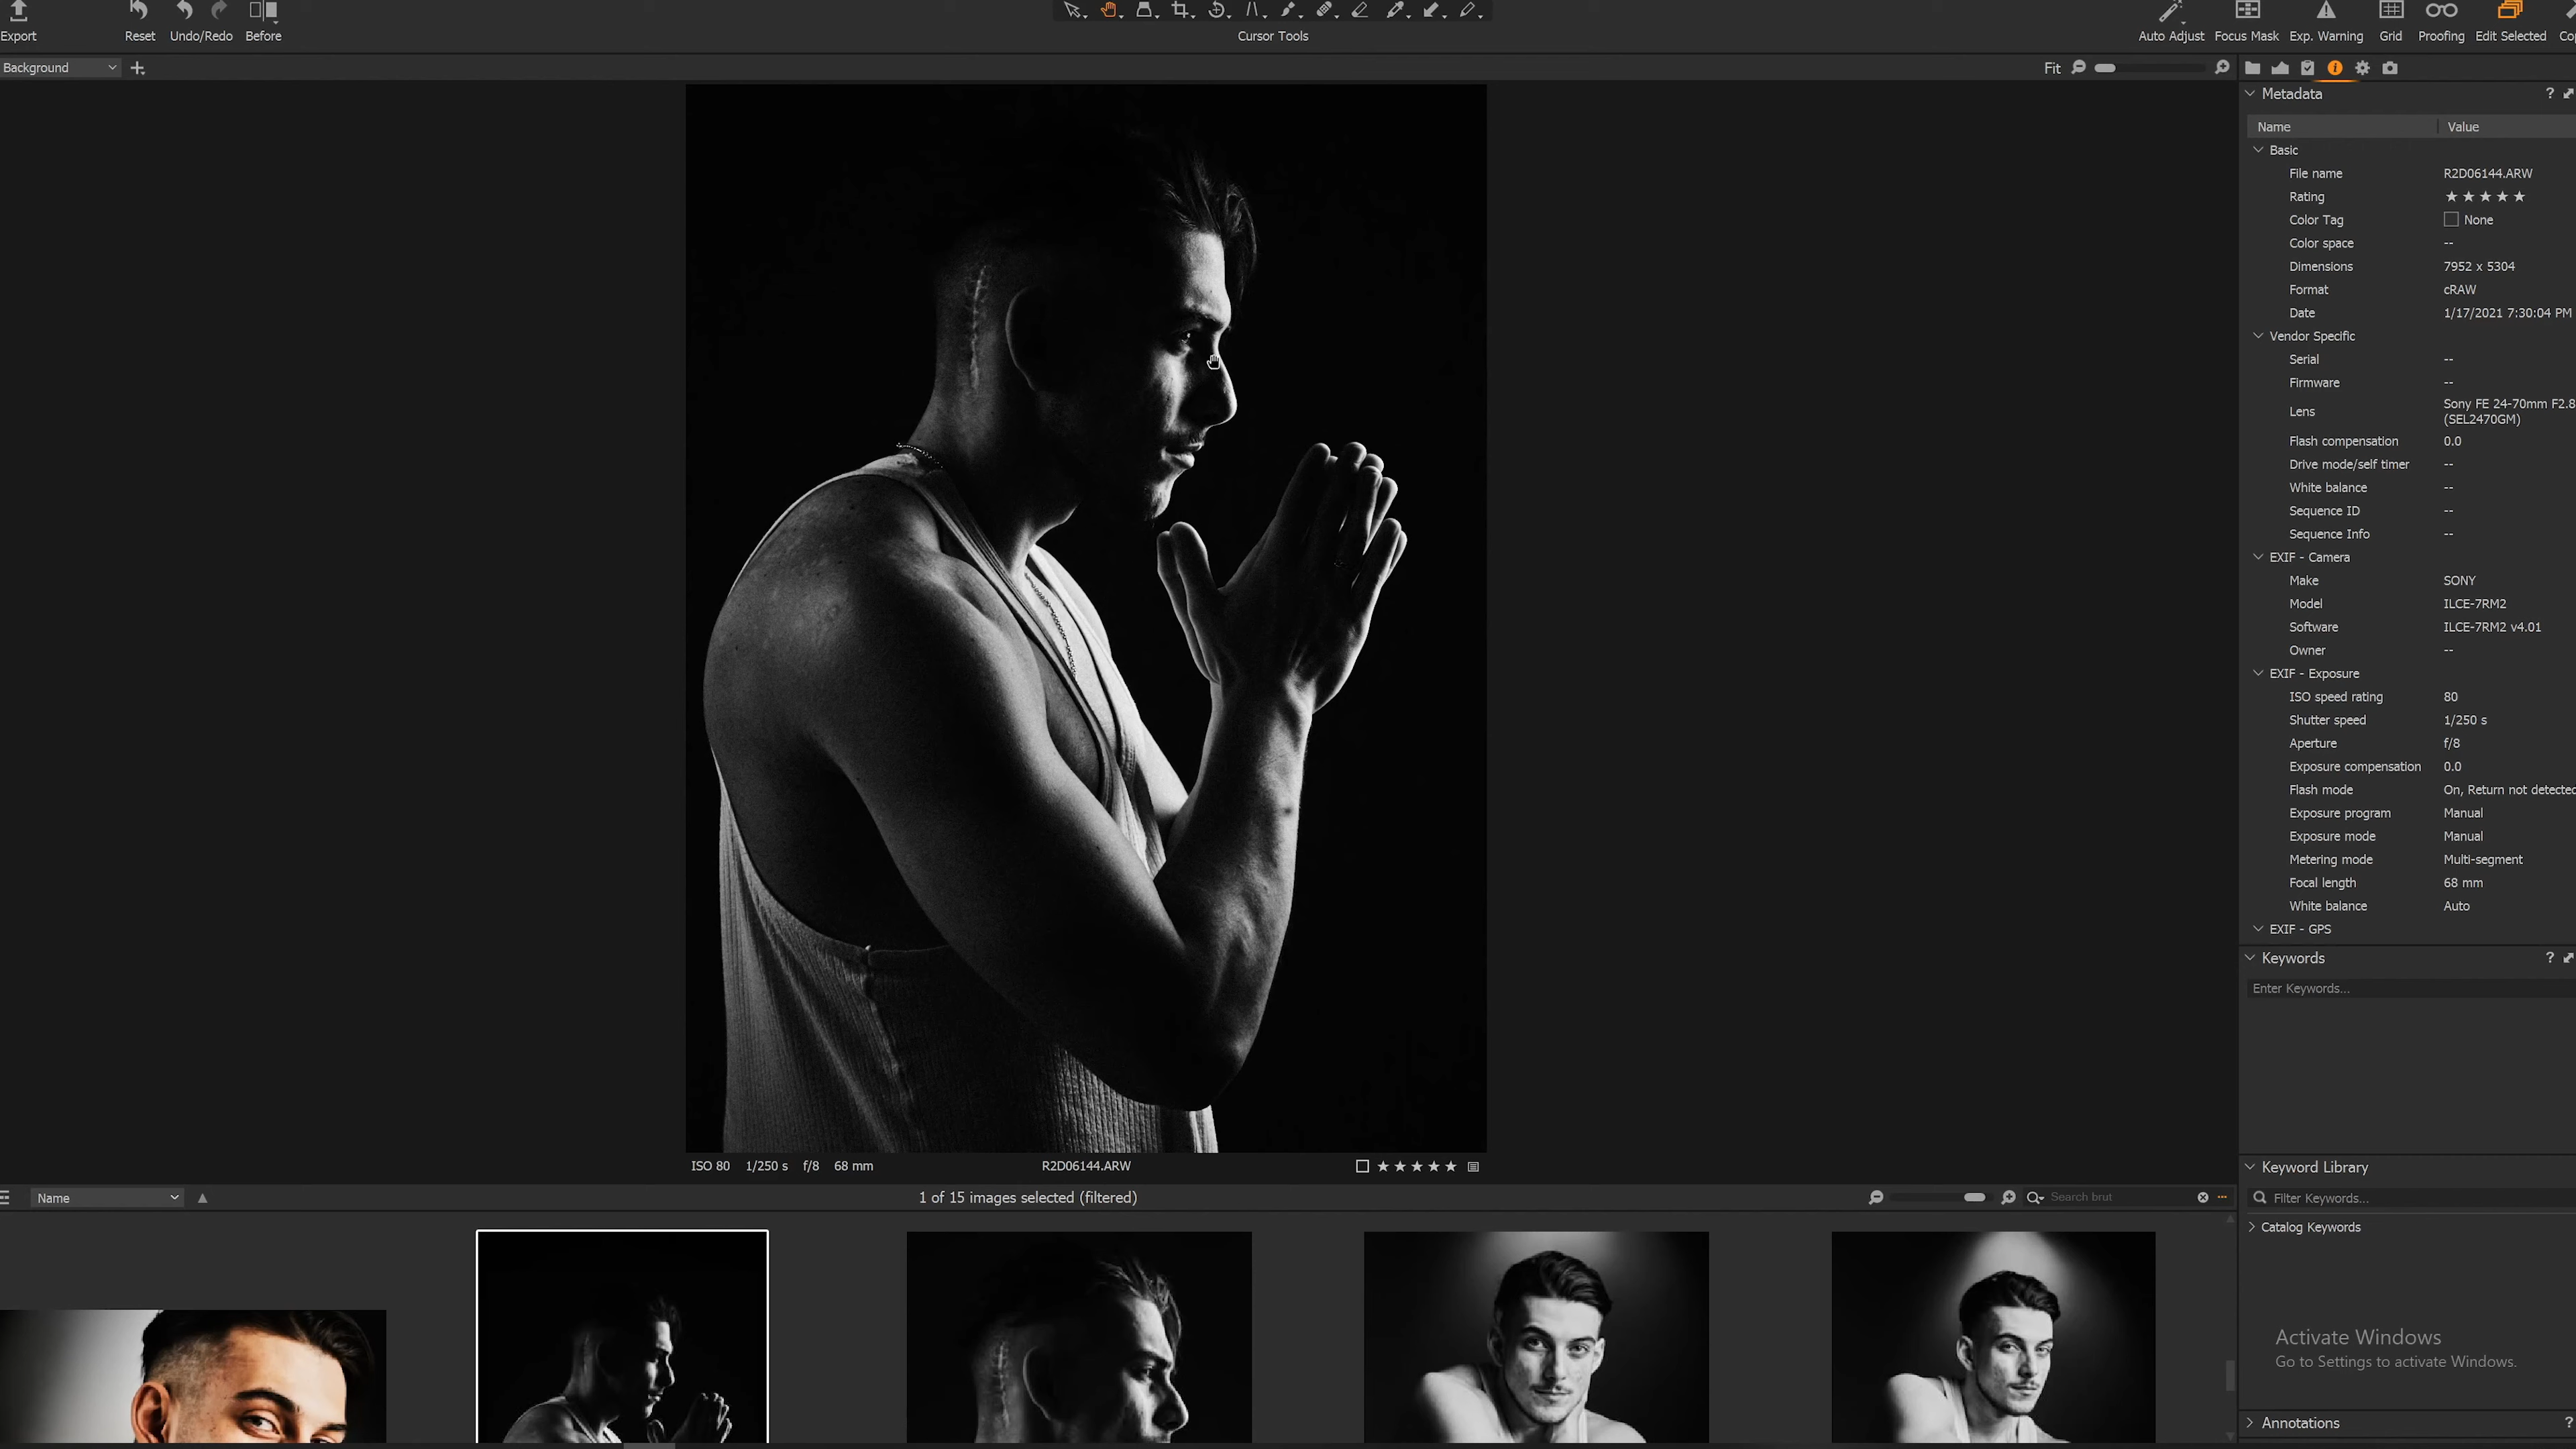 Export
Reset Undo/Redo Before
Cursor Tools
Auto Adjust Focus Mask Exp. Warning Grid Proofing Edit Selected
Background
Fit
Metadata ?
Name Value
Basic
File name R2D06144.ARW
Rating ★★★★★
Color Tag None
Color space --
Dimensions 7952 x 5304
Format cRAW
Date 1/17/2021 7:30:04 PM
Vendor Specific
Serial --
Firmware --
Lens Sony FE 24-70mm F2.8
(SEL2470GM)
Flash compensation 0.0
Drive mode/self timer --
White balance --
Sequence ID --
Sequence Info --
EXIF - Camera
Make SONY
Model ILCE-7RM2
Software ILCE-7RM2 v4.01
Owner --
EXIF - Exposure
ISO speed rating 80
Shutter speed 1/250 s
Aperture f/8
Exposure compensation 0.0
Flash mode On, Return not detected
Exposure program Manual
Exposure mode Manual
Metering mode Multi-segment
Focal length 68 mm
White balance Auto
EXIF - GPS
Keywords ?
Enter Keywords...
ISO 80 1/250 s f/8 68 mm R2D06144.ARW ★★★★★
Keyword Library
Name 1 of 15 images selected (filtered) Search brut
Filter Keywords...
Catalog Keywords
Activate Windows
Go to Settings to activate Windows.
Annotations ?